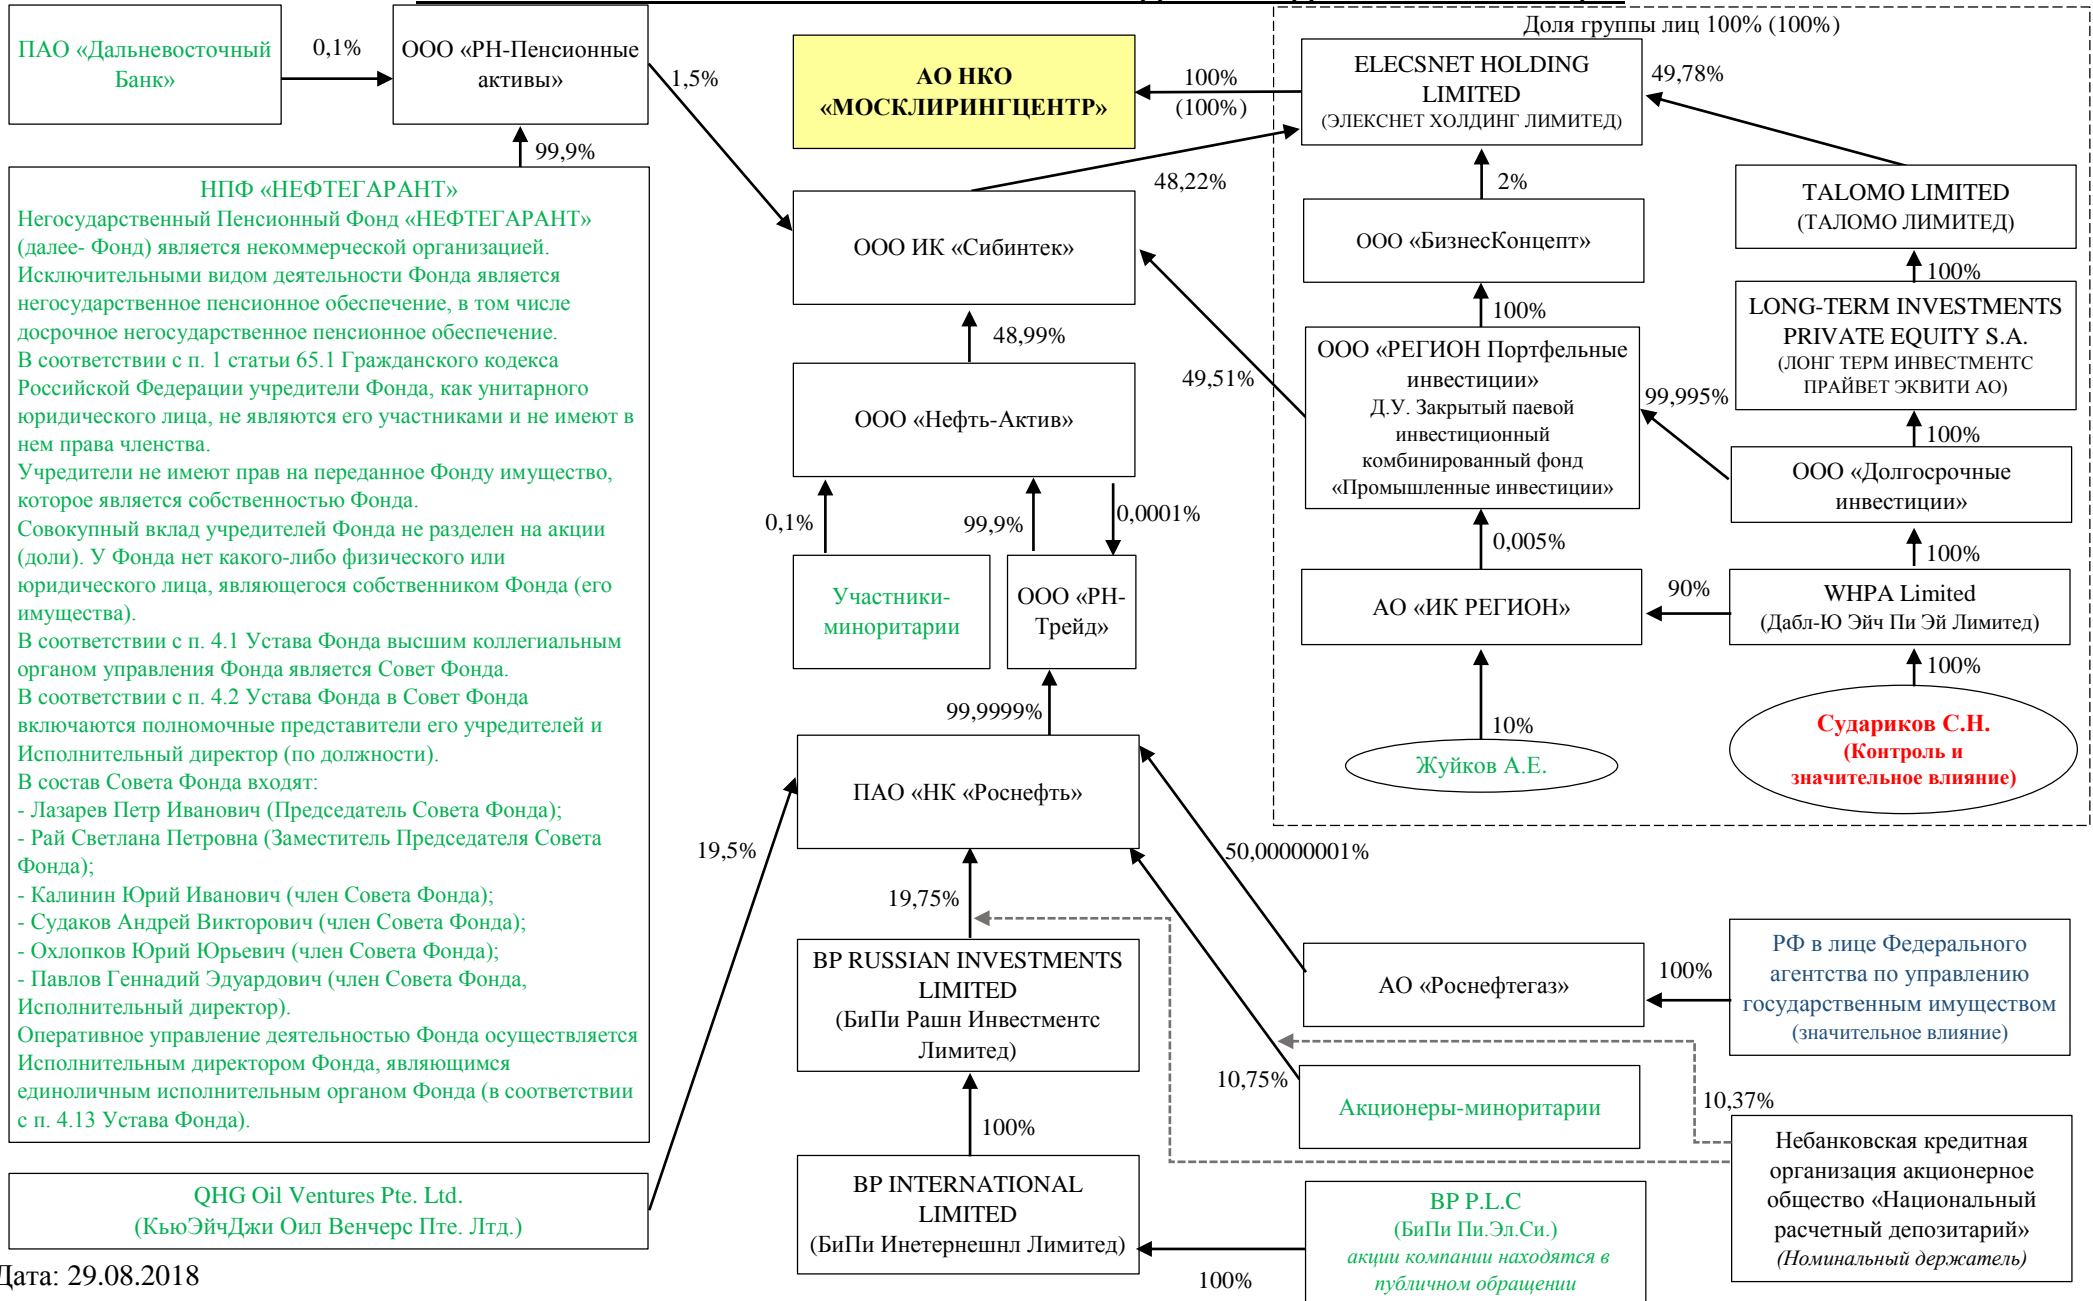 Доля группы лиц 100% (100%)
ПАО «Дальневосточный
Банк»
0,1%
ООО «РН-Пенсионные
активы»
1,5%
АО НКО
«МОСКЛИРИНГЦЕНТР»
100%
(100%)
ELECSNET HOLDING
LIMITED
(ЭЛЕКСНЕТ ХОЛДИНГ ЛИМИТЕД)
49,78%
99,9%
НПФ «НЕФТЕГАРАНТ»
Негосударственный Пенсионный Фонд «НЕФТЕГАРАНТ»
(далее- Фонд) является некоммерческой организацией.
Исключительными видом деятельности Фонда является
негосударственное пенсионное обеспечение, в том числе
досрочное негосударственное пенсионное обеспечение.
В соответствии с п. 1 статьи 65.1 Гражданского кодекса
Российской Федерации учредители Фонда, как унитарного
юридического лица, не являются его участниками и не имеют в
нем права членства.
Учредители не имеют прав на переданное Фонду имущество,
которое является собственностью Фонда.
Совокупный вклад учредителей Фонда не разделен на акции
(доли). У Фонда нет какого-либо физического или
юридического лица, являющегося собственником Фонда (его
имущества).
В соответствии с п. 4.1 Устава Фонда высшим коллегиальным
органом управления Фонда является Совет Фонда.
В соответствии с п. 4.2 Устава Фонда в Совет Фонда
включаются полномочные представители его учредителей и
Исполнительный директор (по должности).
В состав Совета Фонда входят:
- Лазарев Петр Иванович (Председатель Совета Фонда);
- Рай Светлана Петровна (Заместитель Председателя Совета
Фонда);
- Калинин Юрий Иванович (член Совета Фонда);
- Судаков Андрей Викторович (член Совета Фонда);
- Охлопков Юрий Юрьевич (член Совета Фонда);
- Павлов Геннадий Эдуардович (член Совета Фонда,
Исполнительный директор).
Оперативное управление деятельностью Фонда осуществляется
Исполнительным директором Фонда, являющимся
единоличным исполнительным органом Фонда (в соответствии
с п. 4.13 Устава Фонда).
48,22%
2%
ООО ИК «Сибинтек»
ООО «БизнесКонцепт»
TALOMO LIMITED
(ТАЛОМО ЛИМИТЕД)
100%
100%
48,99%
49,51%
ООО «РЕГИОН Портфельные
инвестиции»
Д.У. Закрытый паевой
инвестиционный
комбинированный фонд
«Промышленные инвестиции»
LONG-TERM INVESTMENTS
PRIVATE EQUITY S.A.
(ЛОНГ ТЕРМ ИНВЕСТМЕНТС
ПРАЙВЕТ ЭКВИТИ АО)
99,995%
100%
ООО «Нефть-Актив»
ООО «Долгосрочные
инвестиции»
0,1%
99,9%
0,0001%
0,005%
100%
Участники-
миноритарии
ООО «РН-
Трейд»
АО «ИК РЕГИОН»
90%
WHPA Limited
(Дабл-Ю Эйч Пи Эй Лимитед)
100%
99,9999%
10%
Жуйков А.Е.
Судариков С.Н.
(Контроль и
значительное влияние)
ПАО «НК «Роснефть»
19,5%
50,00000001%
19,75%
BP RUSSIAN INVESTMENTS
LIMITED
(БиПи Рашн Инвестментс
Лимитед)
АО «Роснефтегаз»
100%
РФ в лице Федерального
агентства по управлению
государственным имуществом
(значительное влияние)
10,75%
Акционеры-миноритарии
10,37%
100%
Небанковская кредитная
организация акционерное
общество «Национальный
расчетный депозитарий»
(Номинальный держатель)
QHG Oil Ventures Pte. Ltd.
(КьюЭйчДжи Оил Венчерс Пте. Лтд.)
BP INTERNATIONAL
LIMITED
(БиПи Инетернешнл Лимитед)
100%
BP P.L.C
(БиПи Пи.Эл.Си.)
акции компании находятся в
публичном обращении
Дата: 29.08.2018